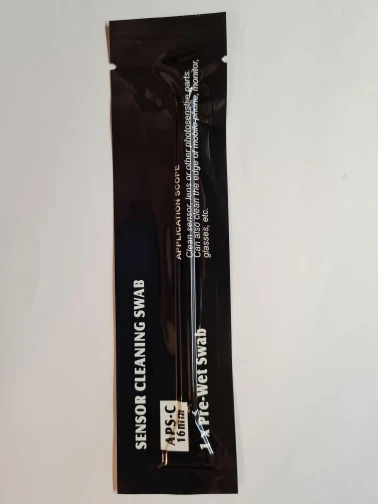 SENSOR CLEANING SWAB
APS-C
16mm
1 x Pre-Wet Swab
APPLICATION SCOPE
Clean sensor, lens or other photosensitive parts.
Can also clean the edge of mobile phone, monitor,
glasses, etc.